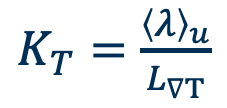 K_T = ⟨λ⟩_u / L_∇T